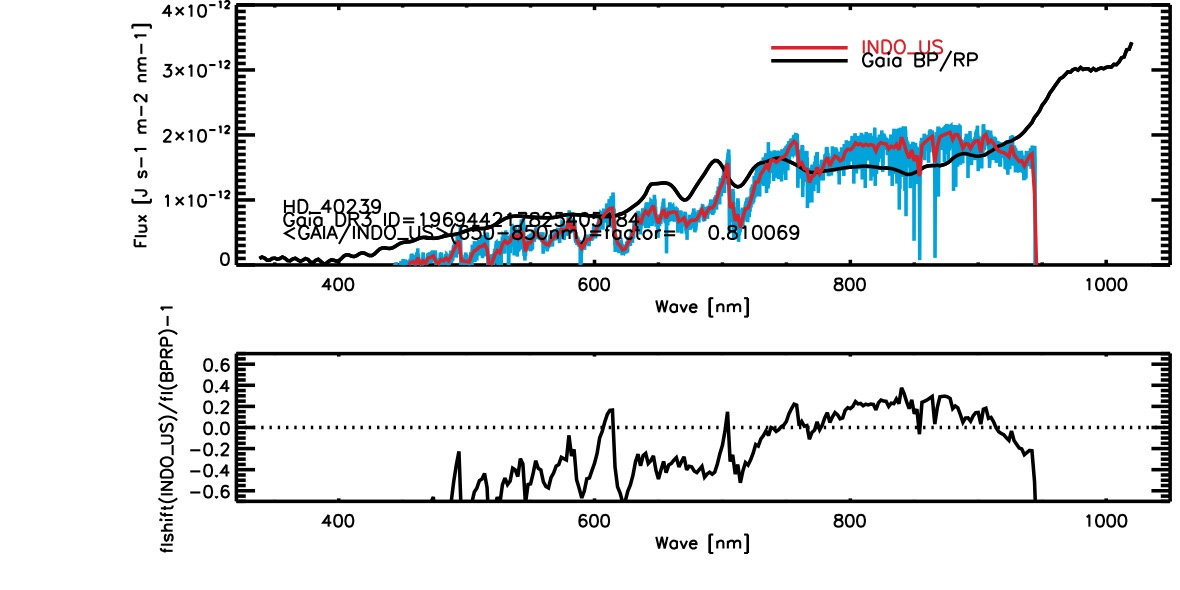 4×10⁻¹²
3×10⁻¹²
2×10⁻¹²
1×10⁻¹²
0
Flux [J s−1 m−2 nm−1]
INDO_US
Gaia BP/RP
HD_40239
Gaia DR3 ID=
<GAIA/INDO_US>(650−850nm)=factor= 0.810069
400 600 800 1000
Wave [nm]
0.6
0.4
0.2
0.0
−0.2
−0.4
−0.6
flshift(INDO_US)/fl(BPRP)−1
400 600 800 1000
Wave [nm]